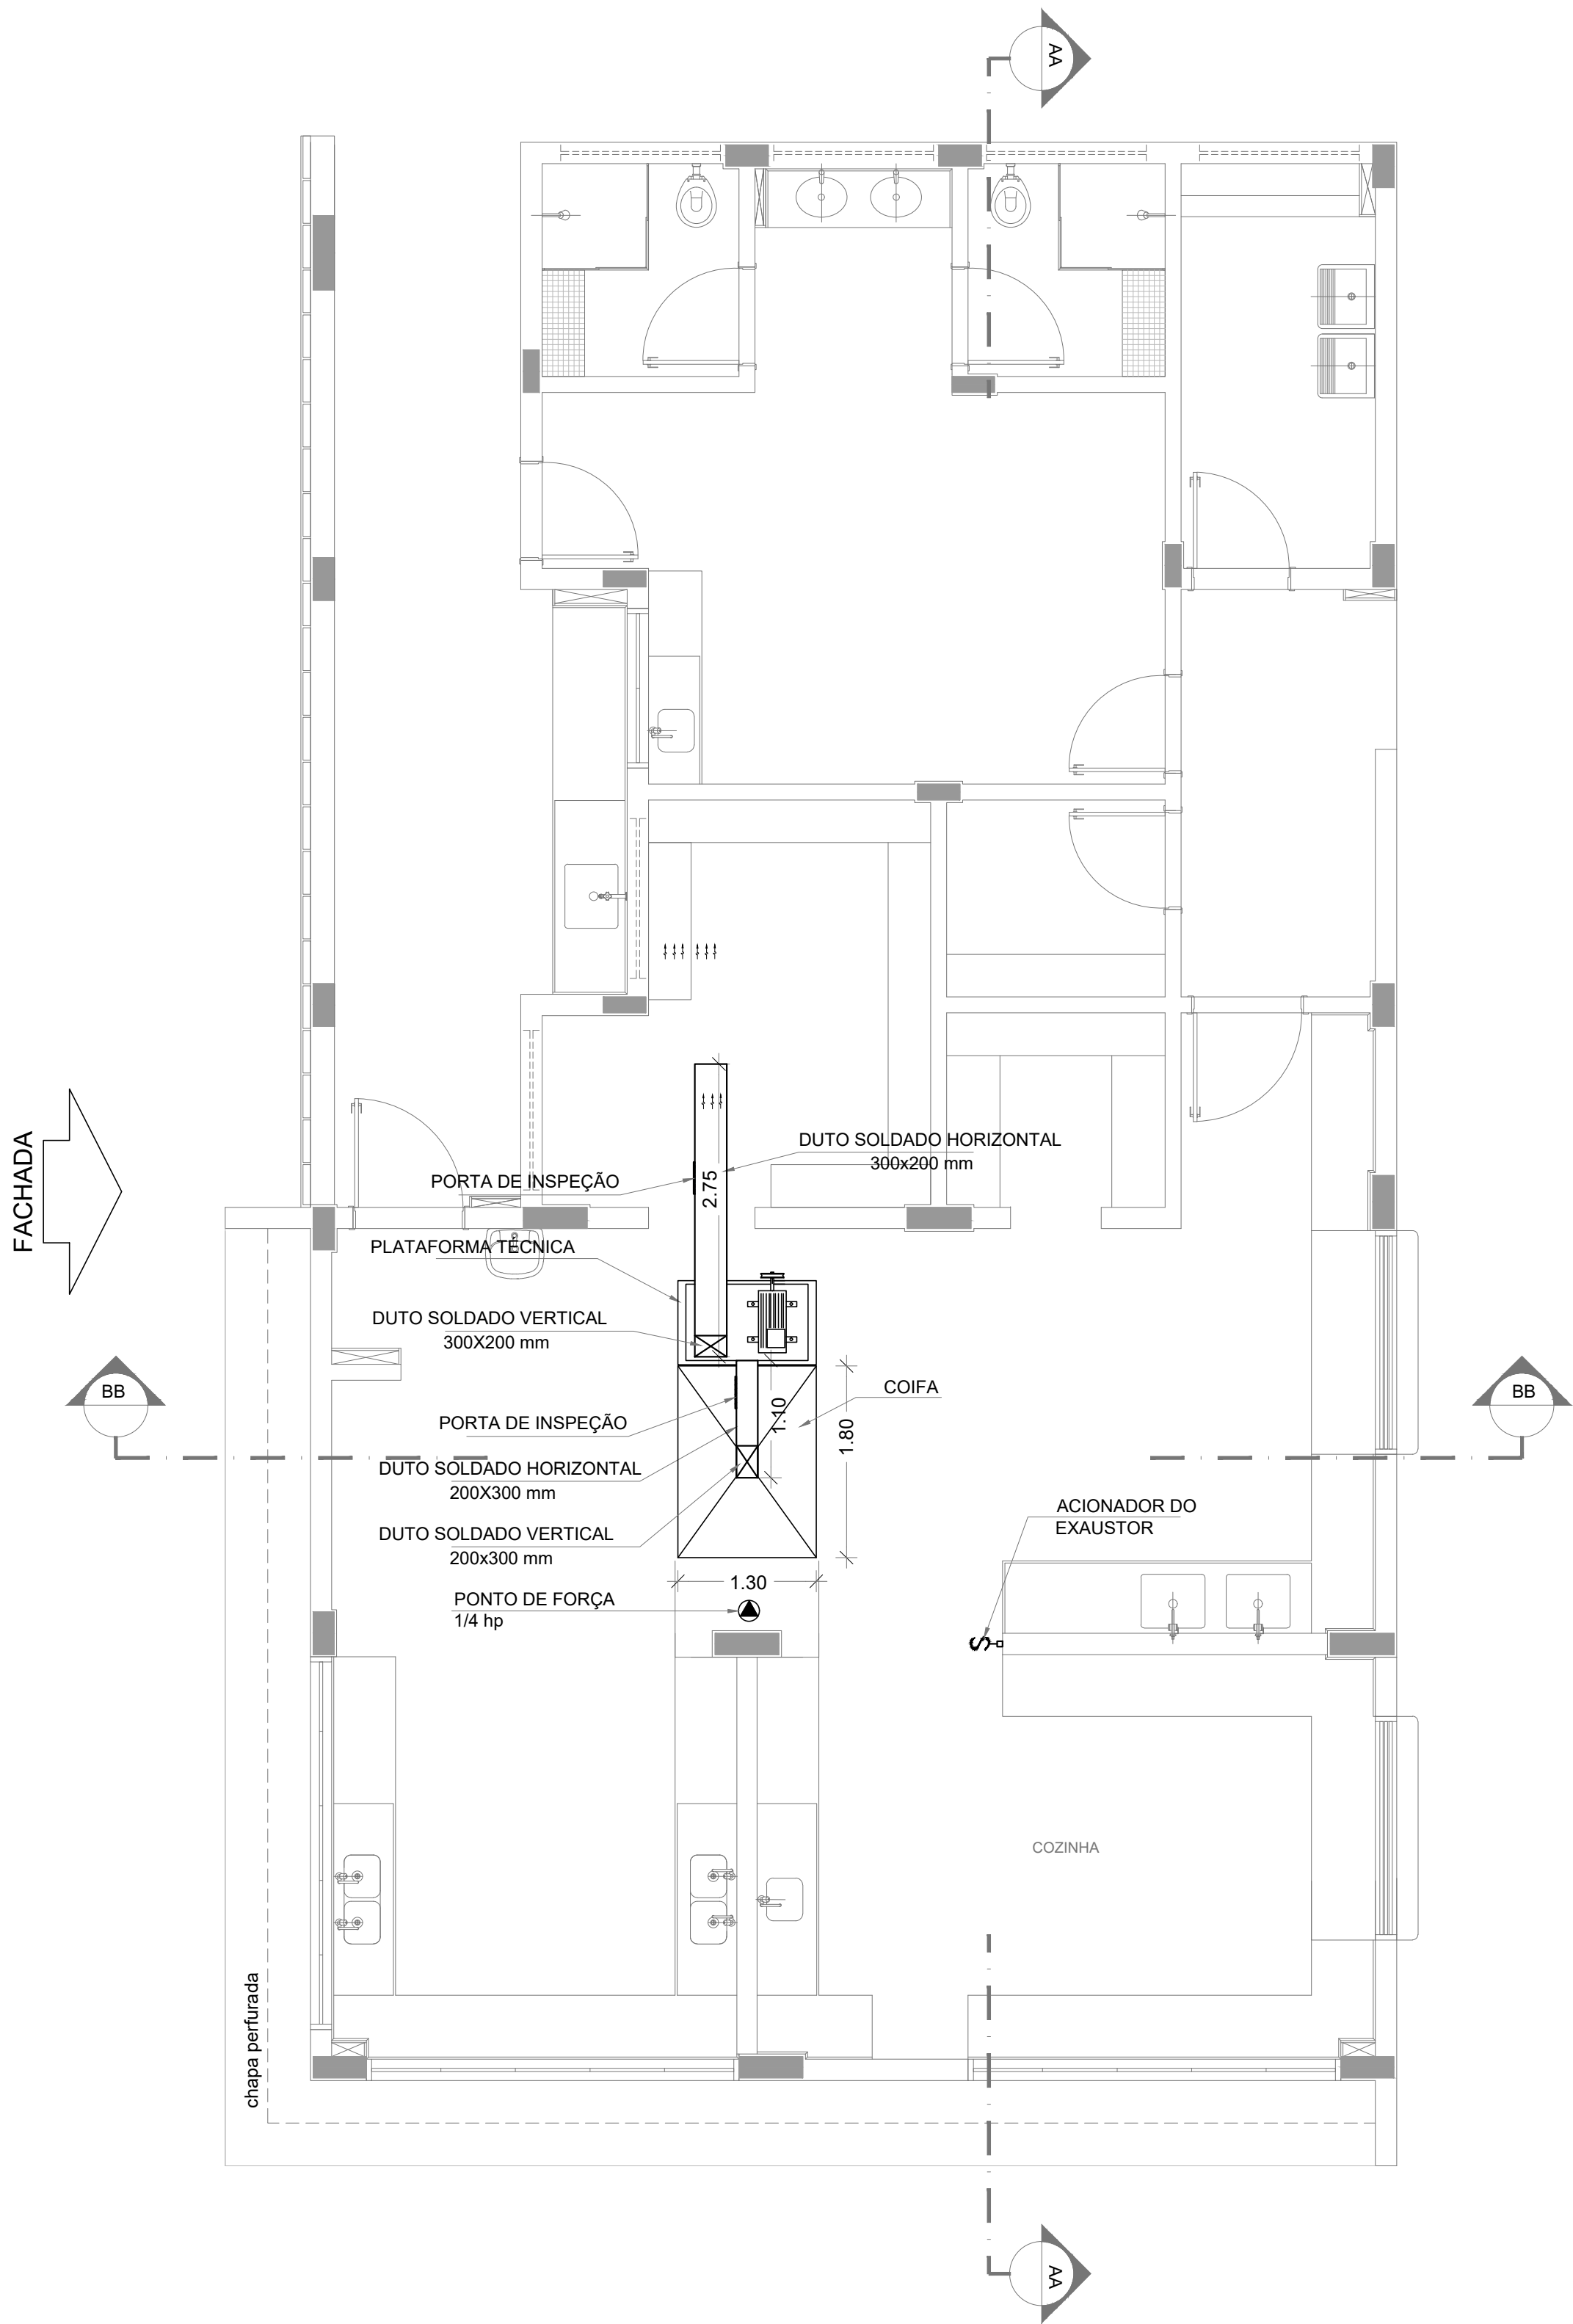 AA
DUTO SOLDADO HORIZONTAL
300x200 mm
PORTA DE INSPEÇÃO
2.75
FACHADA
PLATAFORMA TÉCNICA
DUTO SOLDADO VERTICAL
300X200 mm
BB
COIFA
BB
PORTA DE INSPEÇÃO
1.10
1.80
DUTO SOLDADO HORIZONTAL
200X300 mm
ACIONADOR DO
EXAUSTOR
DUTO SOLDADO VERTICAL
200x300 mm
1.30
PONTO DE FORÇA
1/4 hp
S
COZINHA
chapa perfurada
AA